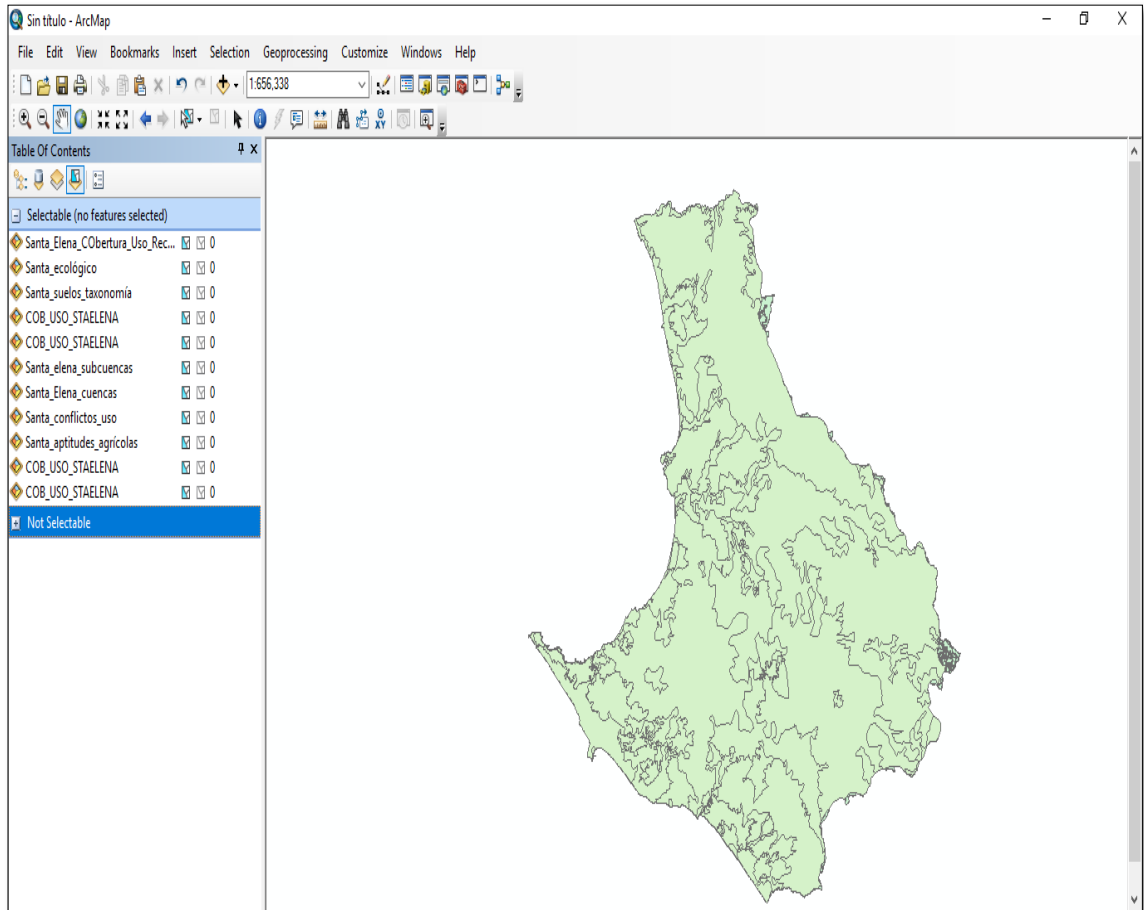 Sin título - ArcMap
File Edit View Bookmarks Insert Selection Geoprocessing Customize Windows Help
1:656,338
XY
Table Of Contents
Selectable (no features selected)
Santa_Elena_CObertura_Uso_Rec... 0
Santa_ecológico 0
Santa_suelos_taxonomía 0
COB_USO_STAELENA 0
COB_USO_STAELENA 0
Santa_elena_subcuencas 0
Santa_Elena_cuencas 0
Santa_conflictos_uso 0
Santa_aptitudes_agrícolas 0
COB_USO_STAELENA 0
COB_USO_STAELENA 0
Not Selectable